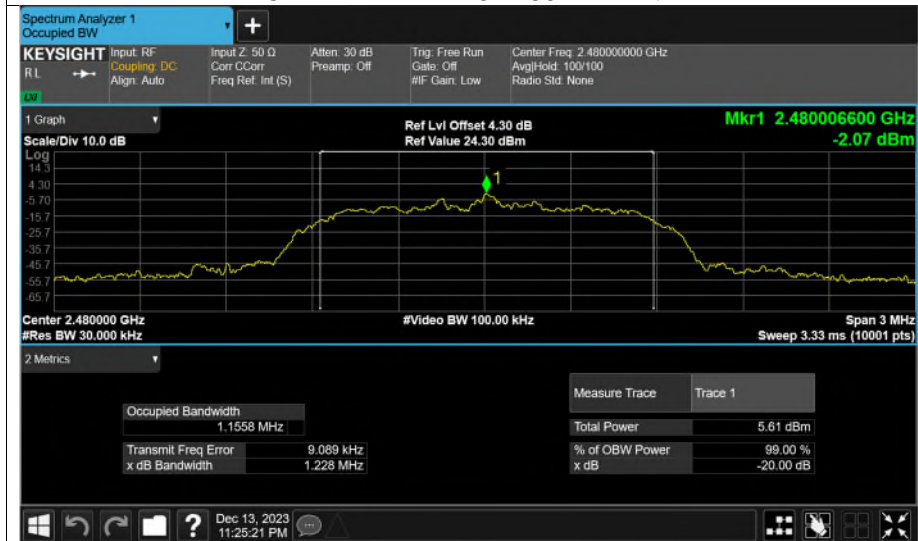 Spectrum Analyzer 1
Occupied BW
+
KEYSIGHT Input: RF Input Z: 50 Ω Atten: 30 dB Trig: Free Run Center Freq: 2.480000000 GHz
RL Coupling: DC Corr CCorr Preamp: Off Gate: Off Avg|Hold: 100/100
Align: Auto Freq Ref: Int (S) #IF Gain: Low Radio Std: None
LXI
1 Graph
Ref Lvl Offset 4.30 dB Mkr1 2.480006600 GHz
Scale/Div 10.0 dB Ref Value 24.30 dBm -2.07 dBm
Log
14.3
1
4.30
-5.70
-15.7
-25.7
-35.7
-45.7
-55.7
-65.7
Center 2.480000 GHz #Video BW 100.00 kHz Span 3 MHz
#Res BW 30.000 kHz Sweep 3.33 ms (10001 pts)
2 Metrics
Measure Trace Trace 1
Occupied Bandwidth
1.1558 MHz Total Power 5.61 dBm
Transmit Freq Error 9.089 kHz % of OBW Power 99.00 %
x dB Bandwidth 1.228 MHz x dB -20.00 dB
? Dec 13, 2023
11:25:21 PM